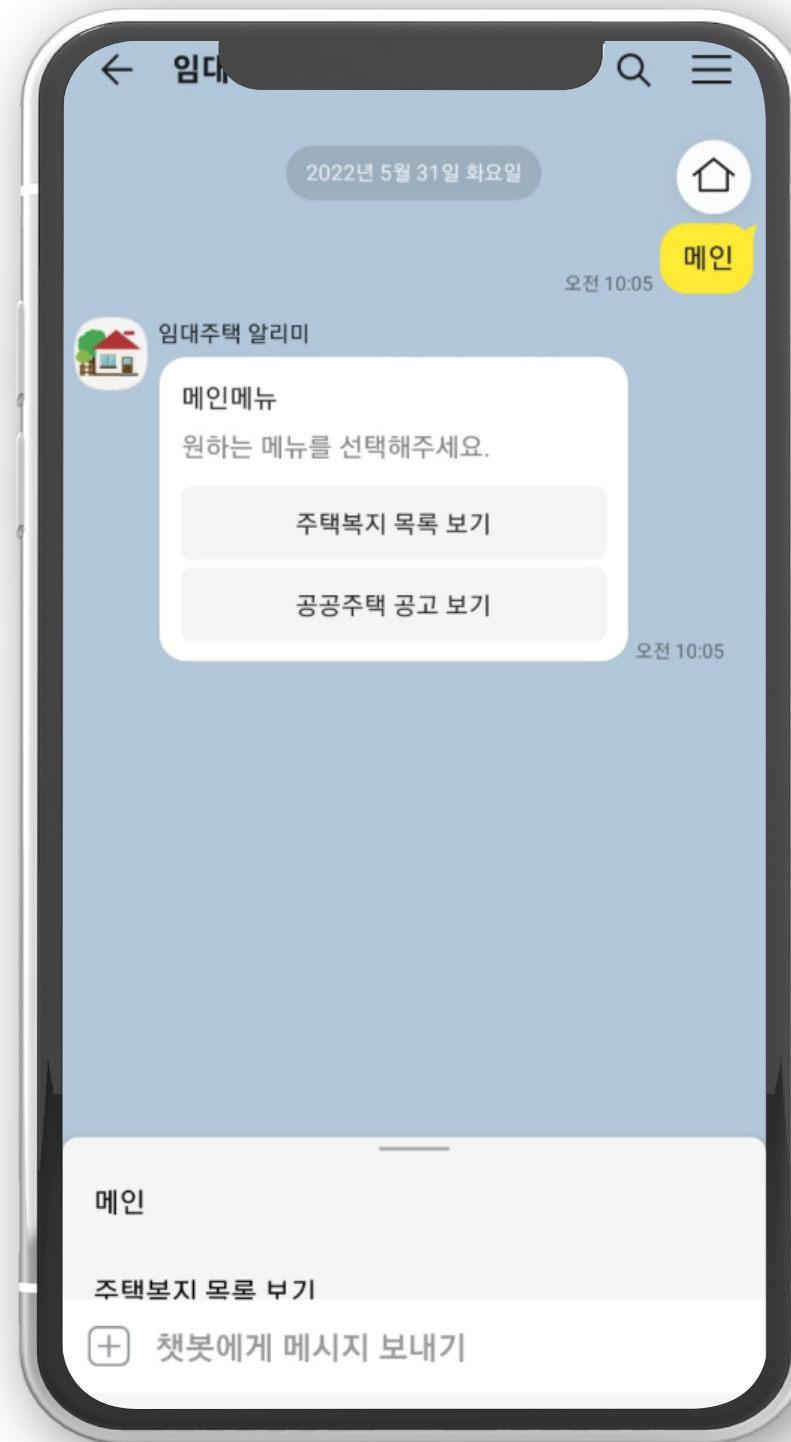 임대
2022년 5월 31일 화요일
메인
오전 10:05
임대주택 알리미
메인메뉴
원하는 메뉴를 선택해주세요.
주택복지 목록 보기
공공주택 공고 보기
오전 10:05
메인
주택복지 목록 보기
챗봇에게 메시지 보내기